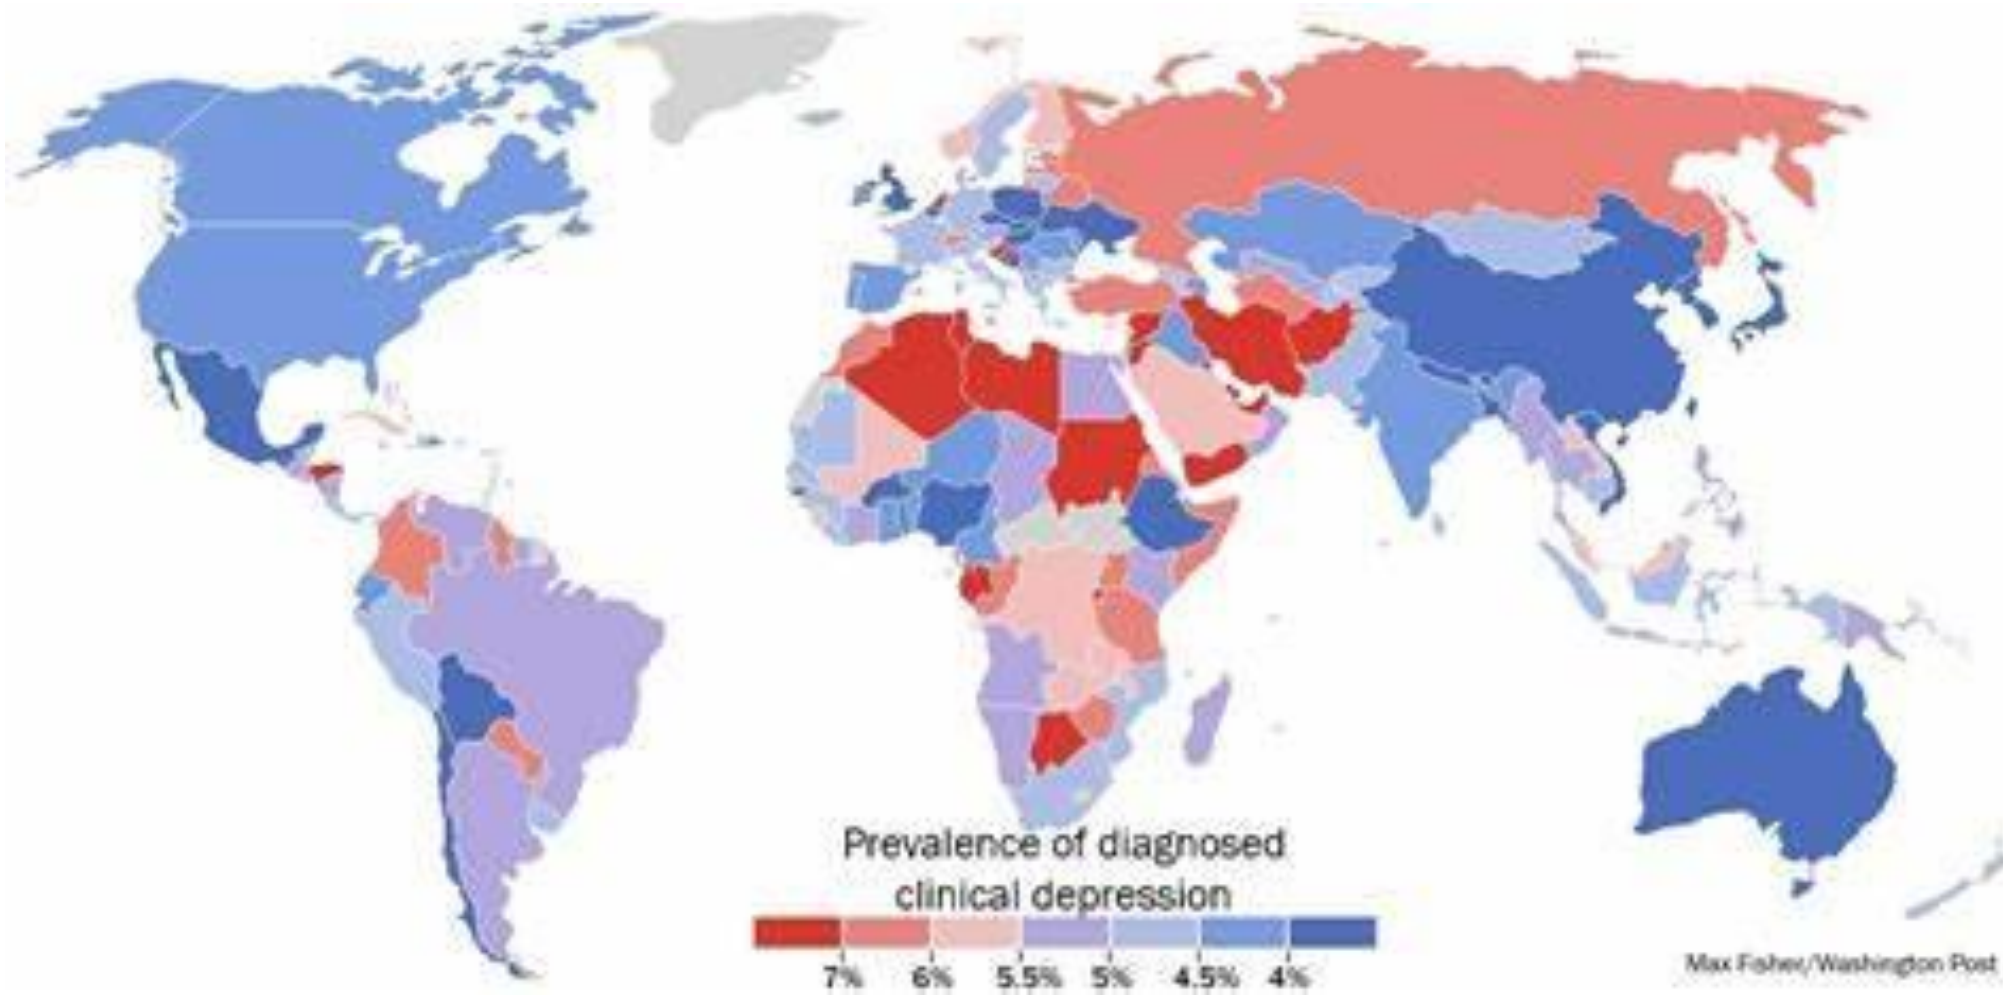 Prevalence of diagnosed
clinical depression
7% 6% 5.5% 5% 4.5% 4%
Max Fisher/Washington Post